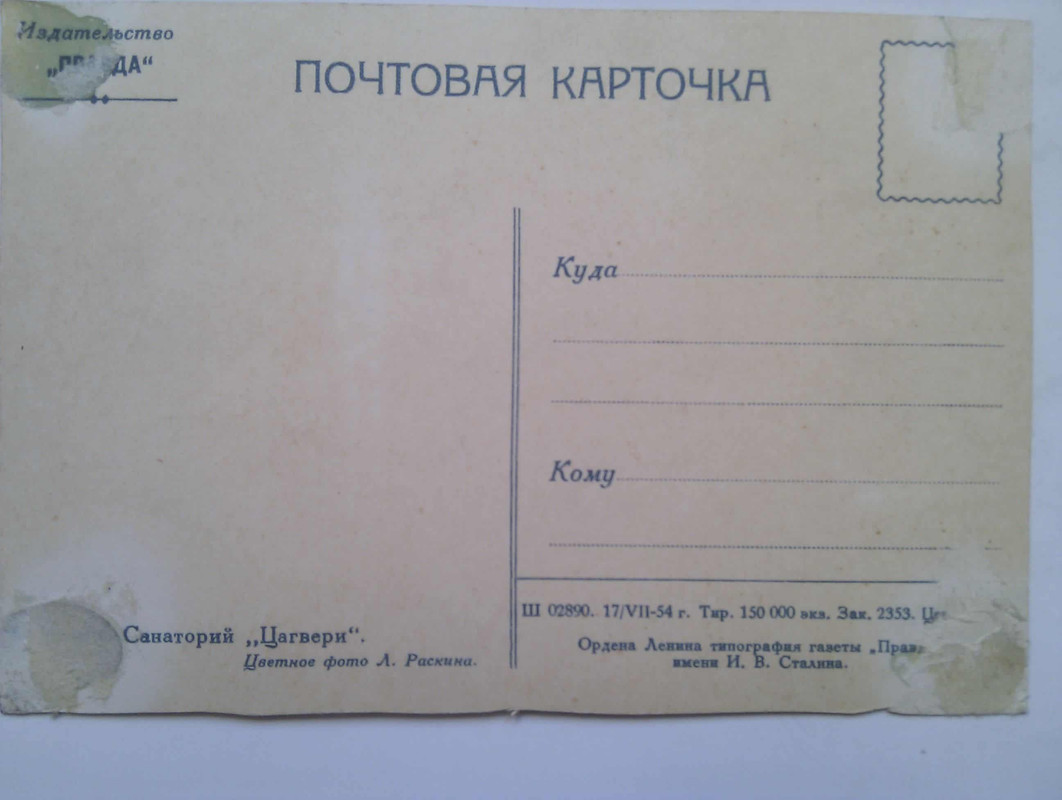 Издательство
„ПРАВДА“
ПОЧТОВАЯ КАРТОЧКА
Куда
Кому
Санаторий „Цагвери“.
Цветное фото Л. Раскина.
Ш 02890. 17/VII-54 г. Тир. 150 000 экз. Зак. 2353.
Ордена Ленина типография газеты
имени И. В. Сталина.